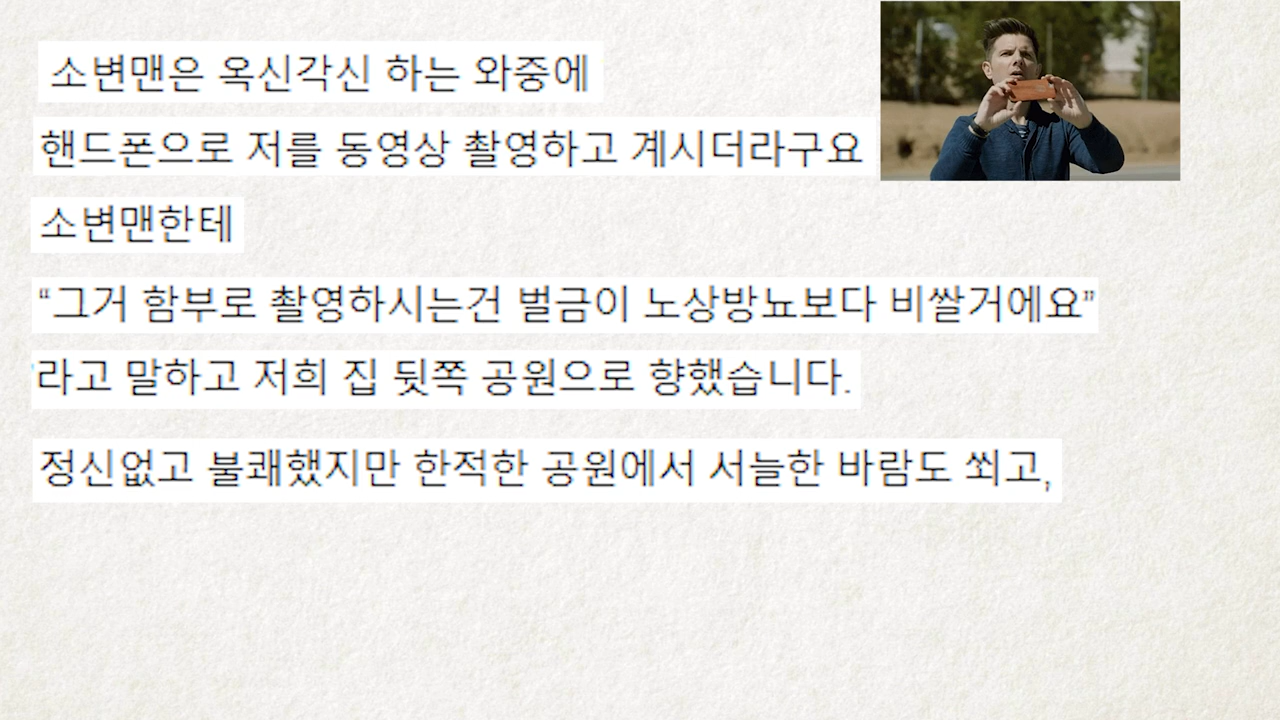 소변맨은 옥신각신 하는 와중에
핸드폰으로 저를 동영상 촬영하고 계시더라구요
소변맨한테
“그거 함부로 촬영하시는건 벌금이 노상방뇨보다 비쌀거에요”
라고 말하고 저희 집 뒷쪽 공원으로 향했습니다.
정신없고 불쾌했지만 한적한 공원에서 서늘한 바람도 쐬고,